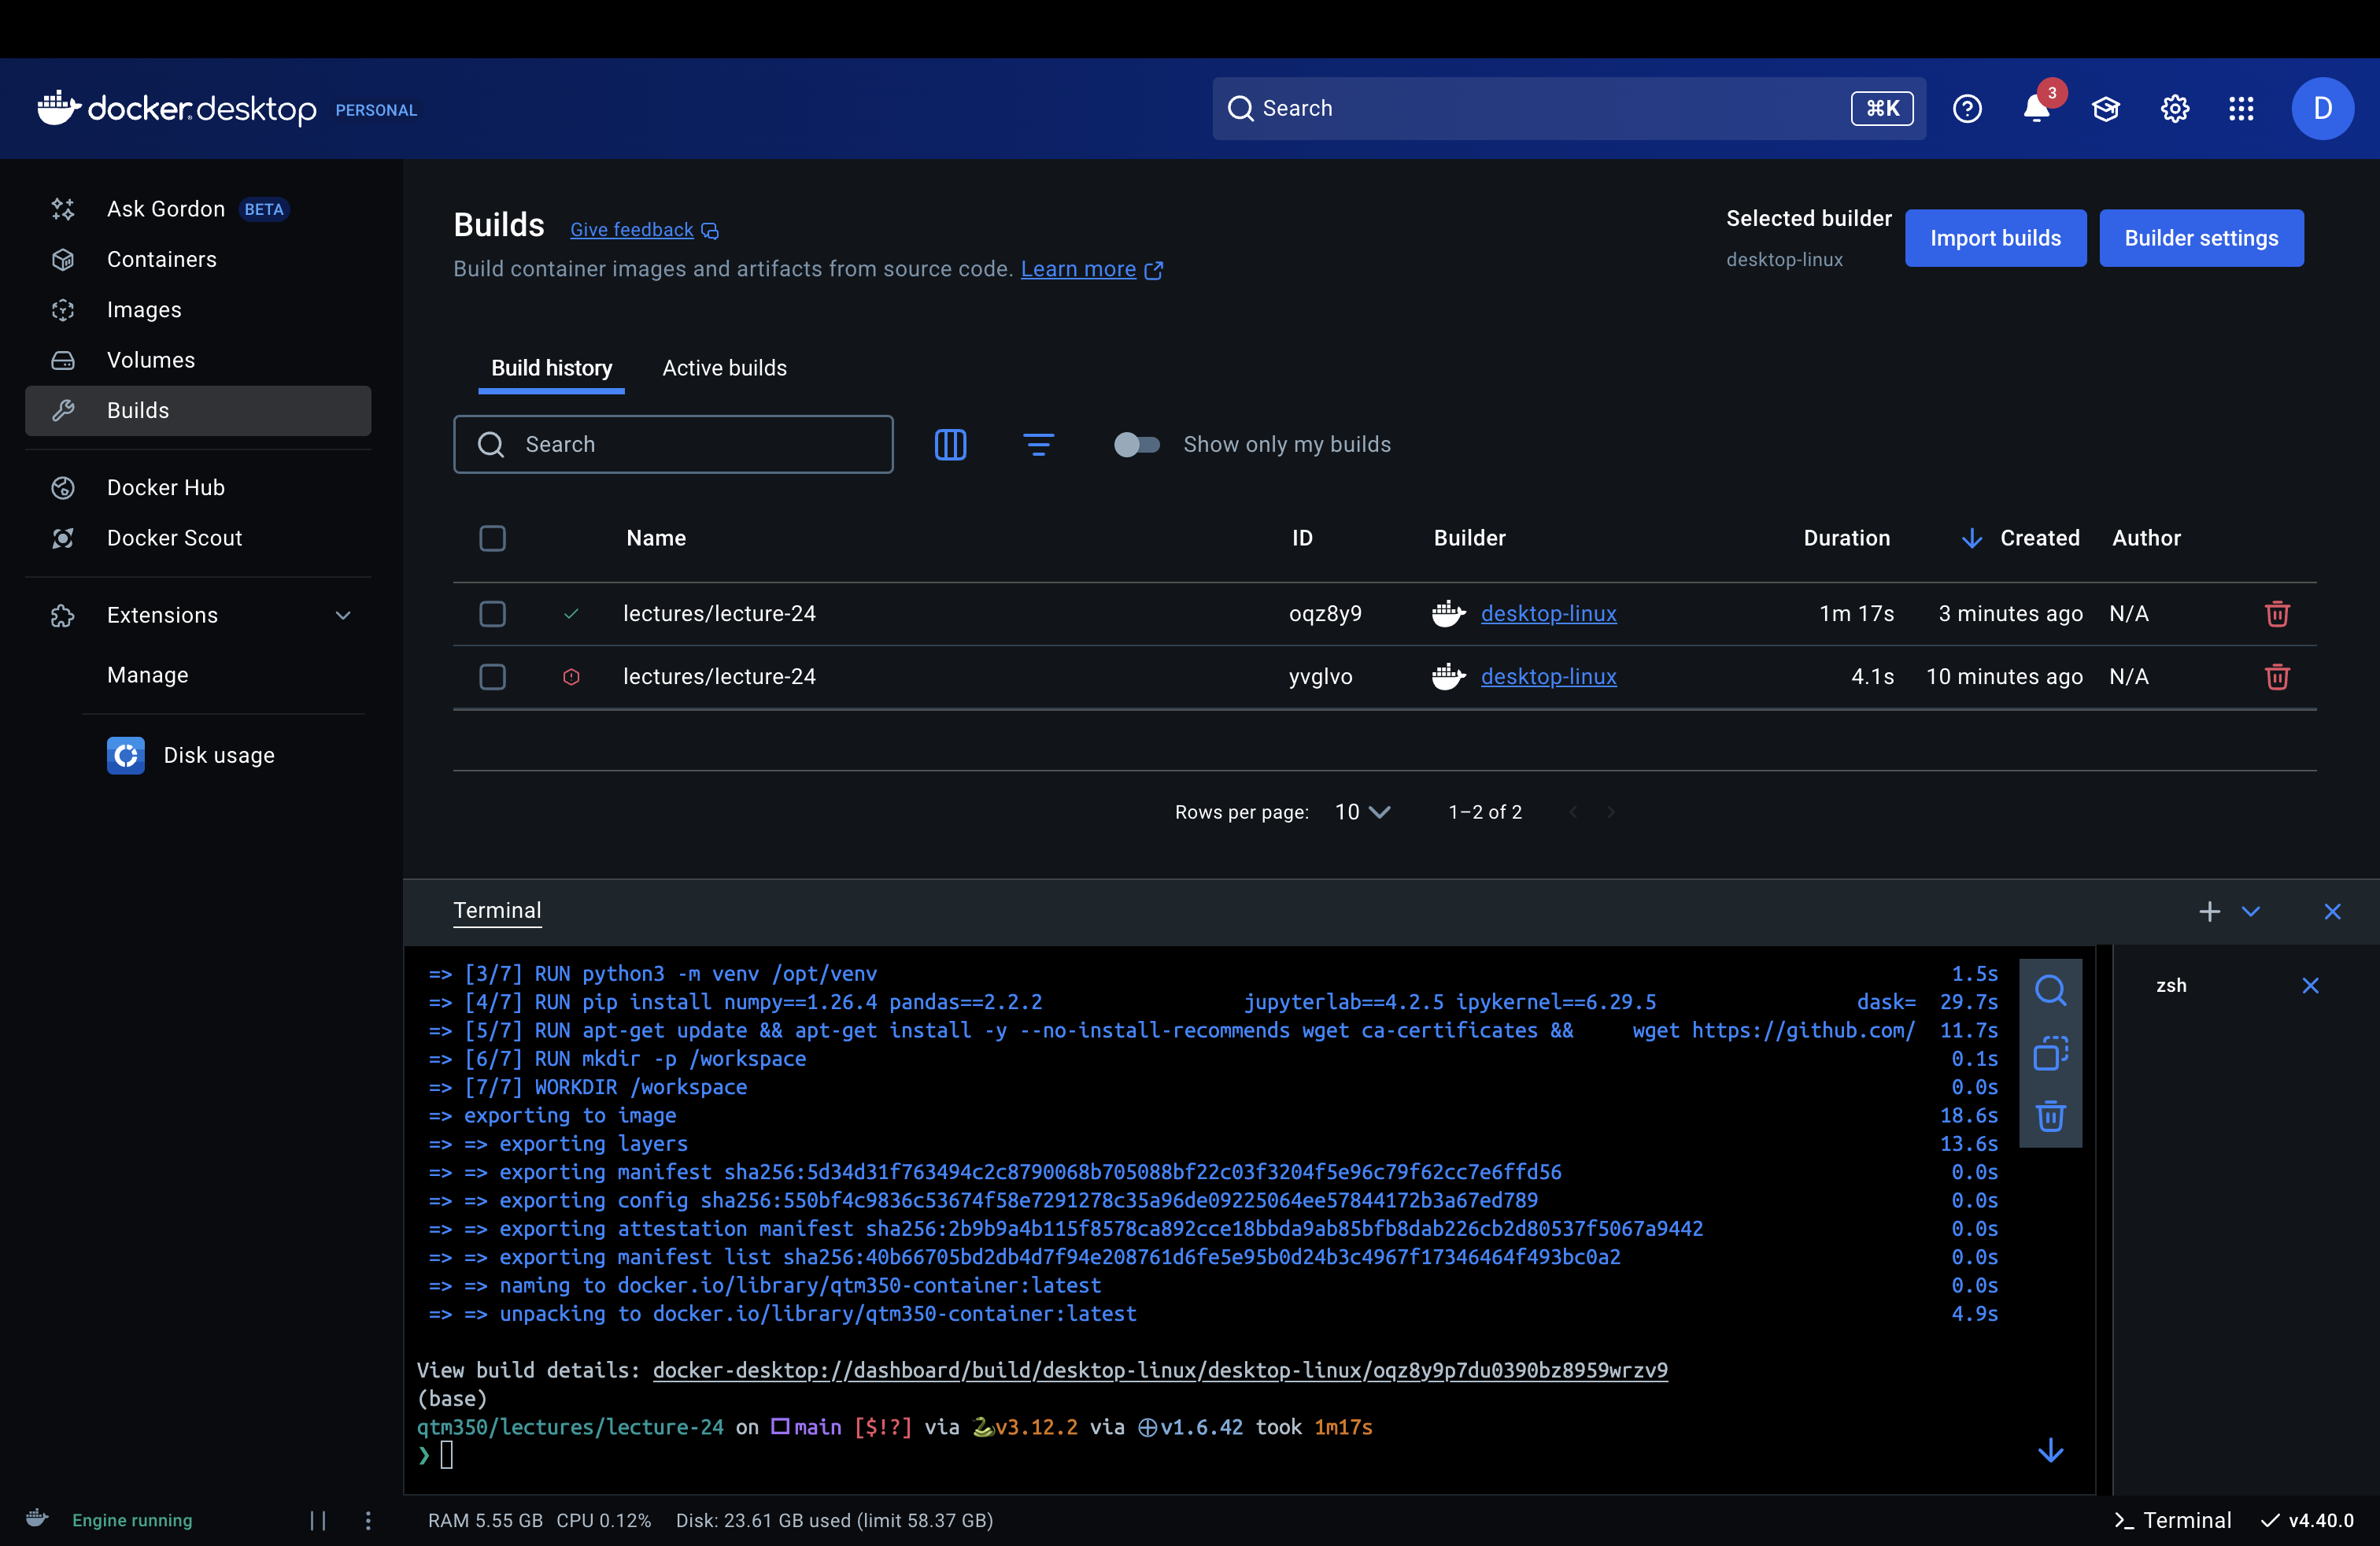 docker desktop PERSONAL
Search ⌘K
3
D
Ask Gordon BETA
Containers
Images
Volumes
Builds
Docker Hub
Docker Scout
Extensions
Manage
Disk usage
Builds Give feedback
Build container images and artifacts from source code. Learn more
Selected builder
desktop-linux
Import builds
Builder settings
Build history Active builds
Search
Show only my builds
Name ID Builder Duration Created Author
lectures/lecture-24 oqz8y9 desktop-linux 1m 17s 3 minutes ago N/A
lectures/lecture-24 yvglvo desktop-linux 4.1s 10 minutes ago N/A
Rows per page: 10 1–2 of 2
Terminal
=> [3/7] RUN python3 -m venv /opt/venv 1.5s
=> [4/7] RUN pip install numpy==1.26.4 pandas==2.2.2 jupyterlab==4.2.5 ipykernel==6.29.5 dask= 29.7s
=> [5/7] RUN apt-get update && apt-get install -y --no-install-recommends wget ca-certificates && wget https://github.com/ 11.7s
=> [6/7] RUN mkdir -p /workspace 0.1s
=> [7/7] WORKDIR /workspace 0.0s
=> exporting to image 18.6s
=> => exporting layers 13.6s
=> => exporting manifest sha256:5d34d31f763494c2c8790068b705088bf22c03f3204f5e96c79f62cc7e6ffd56 0.0s
=> => exporting config sha256:550bf4c9836c53674f58e7291278c35a96de09225064ee57844172b3a67ed789 0.0s
=> => exporting attestation manifest sha256:2b9b9a4b115f8578ca892cce18bbda9ab85bfb8dab226cb2d80537f5067a9442 0.0s
=> => exporting manifest list sha256:40b66705bd2db4d7f94e208761d6fe5e95b0d24b3c4967f17346464f493bc0a2 0.0s
=> => naming to docker.io/library/qtm350-container:latest 0.0s
=> => unpacking to docker.io/library/qtm350-container:latest 4.9s
View build details: docker-desktop://dashboard/build/desktop-linux/desktop-linux/oqz8y9p7du0390bz8959wrzv9
(base)
qtm350/lectures/lecture-24 on main [$!?] via 🐍v3.12.2 via v1.6.42 took 1m17s
❯
zsh
Engine running
RAM 5.55 GB CPU 0.12% Disk: 23.61 GB used (limit 58.37 GB)
Terminal
v4.40.0